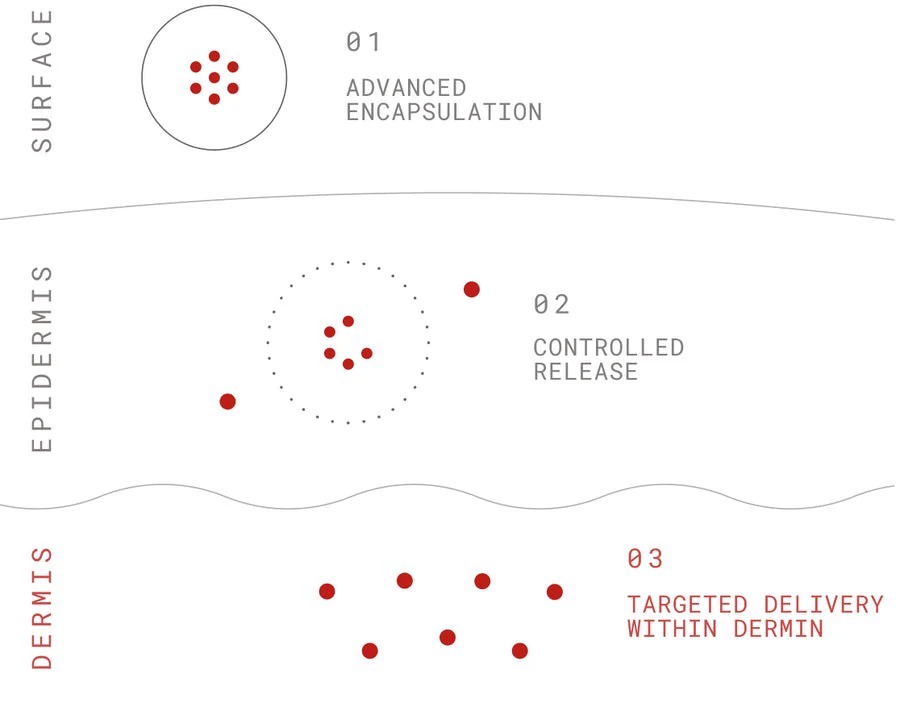 SURFACE
01
ADVANCED
ENCAPSULATION
EPIDERMIS
02
CONTROLLED
RELEASE
DERMIS
03
TARGETED DELIVERY
WITHIN DERMIN